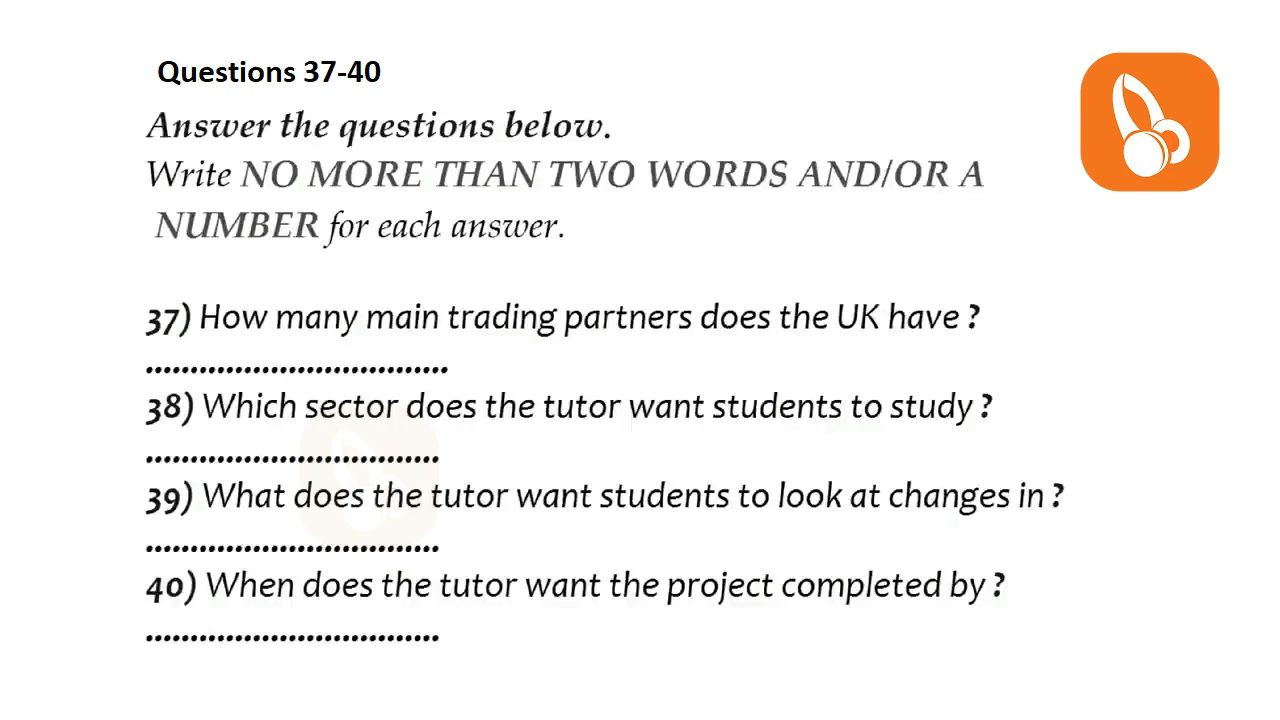 Questions 37-40
Answer the questions below.
Write NO MORE THAN TWO WORDS AND/OR A
NUMBER for each answer.
37) How many main trading partners does the UK have ?
..................................
38) Which sector does the tutor want students to study ?
.................................
39) What does the tutor want students to look at changes in ?
.................................
40) When does the tutor want the project completed by ?
.................................